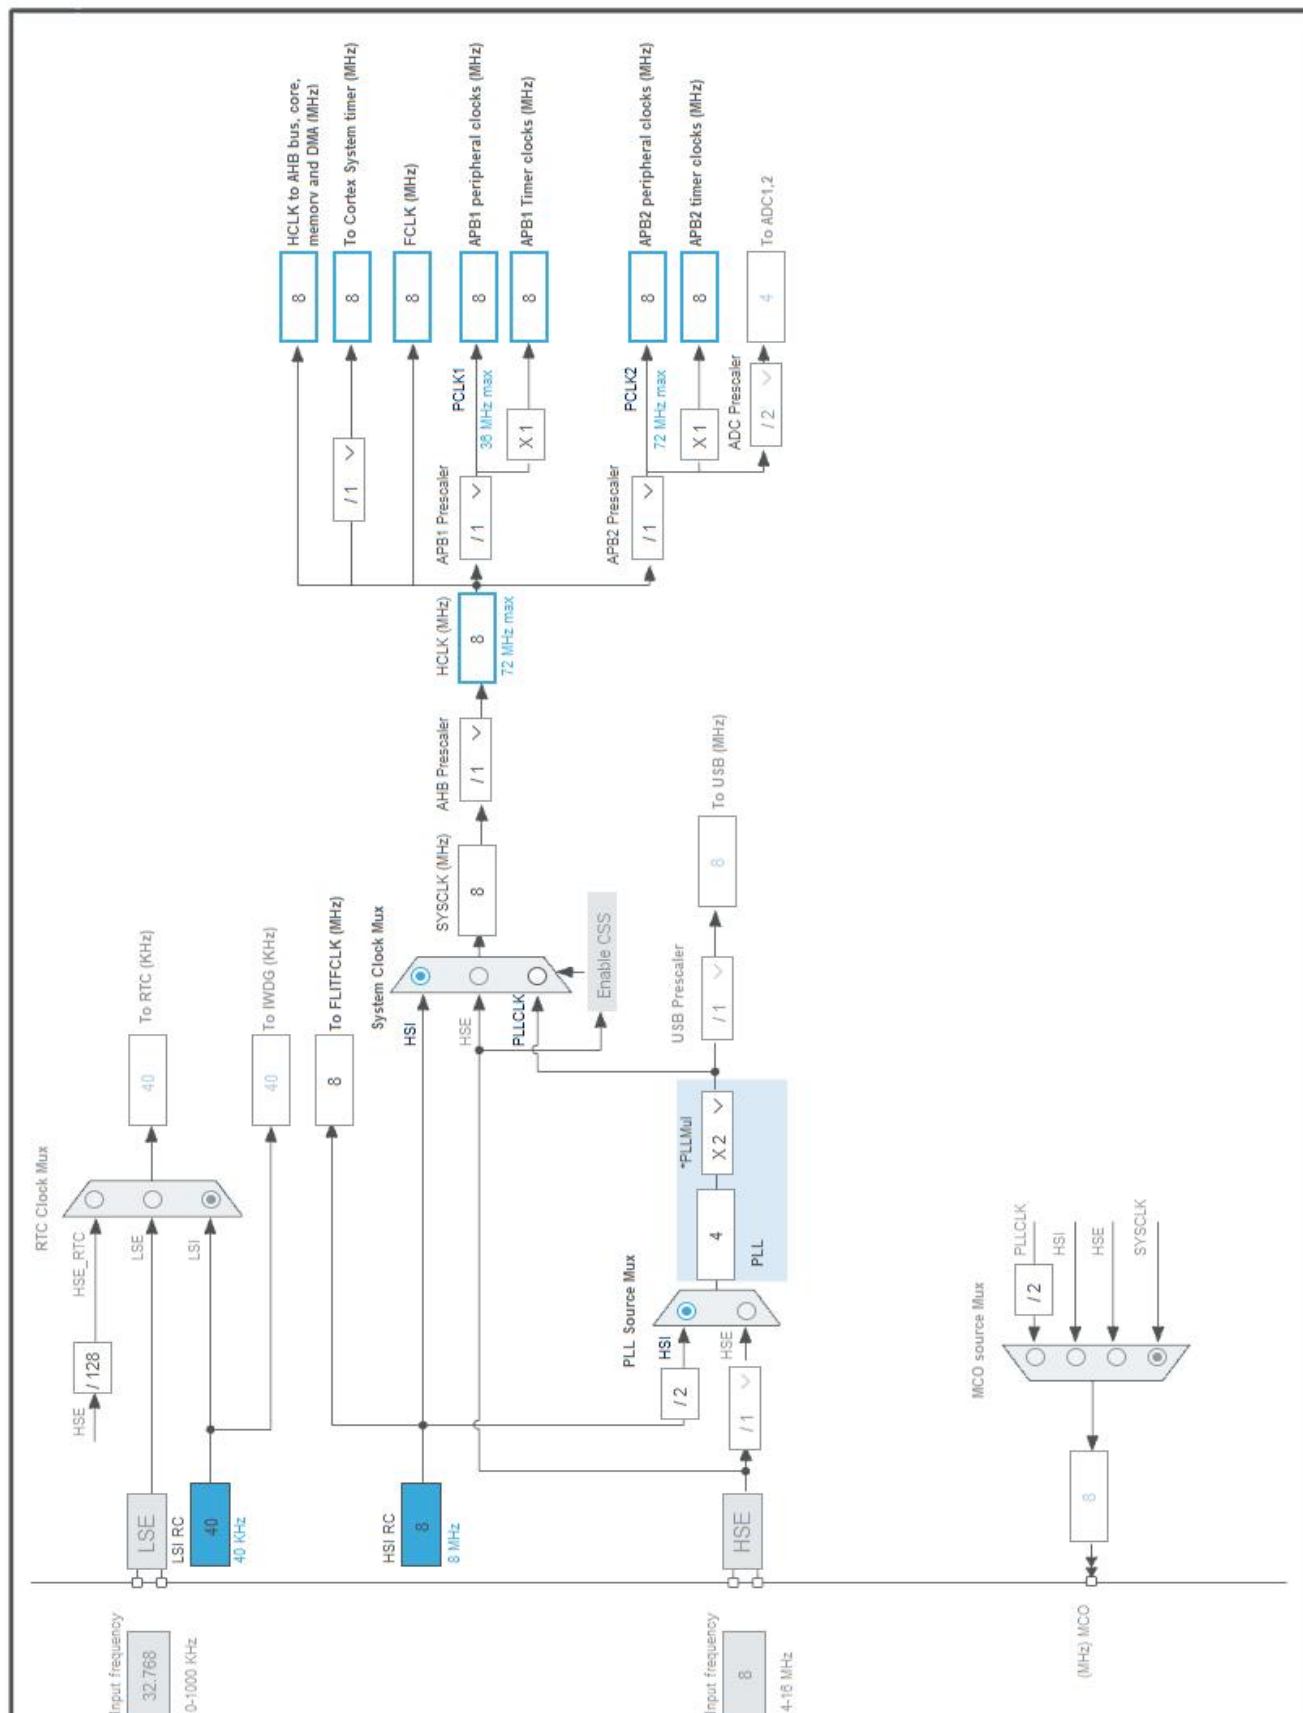 Input frequency
32.768
0-1000 KHz
LSE
LSI RC
40
40 KHz
HSE
/ 128
HSE_RTC
LSE
LSI
RTC Clock Mux
40
To RTC (KHz)
40
To IWDG (KHz)
HSI RC
8
8 MHz
8
To FLITFCLK (MHz)
System Clock Mux
HSI
HSE
PLLCLK
Enable CSS
SYSCLK (MHz)
8
AHB Prescaler
/ 1
HCLK (MHz)
8
72 MHz max
8
HCLK to AHB bus, core,
memory and DMA (MHz)
/ 1
8
To Cortex System timer (MHz)
8
FCLK (MHz)
APB1 Prescaler
/ 1
PCLK1
36 MHz max
8
APB1 peripheral clocks (MHz)
X 1
8
APB1 Timer clocks (MHz)
APB2 Prescaler
/ 1
PCLK2
72 MHz max
8
APB2 peripheral clocks (MHz)
X 1
8
APB2 timer clocks (MHz)
ADC Prescaler
/ 2
4
To ADC1,2
Input frequency
8
4-16 MHz
HSE
PLL Source Mux
/ 2
HSI
/ 1
HSE
4
*PLLMul
X 2
PLL
USB Prescaler
/ 1
8
To USB (MHz)
MCO source Mux
/ 2
PLLCLK
HSI
HSE
SYSCLK
8
(MHz) MCO